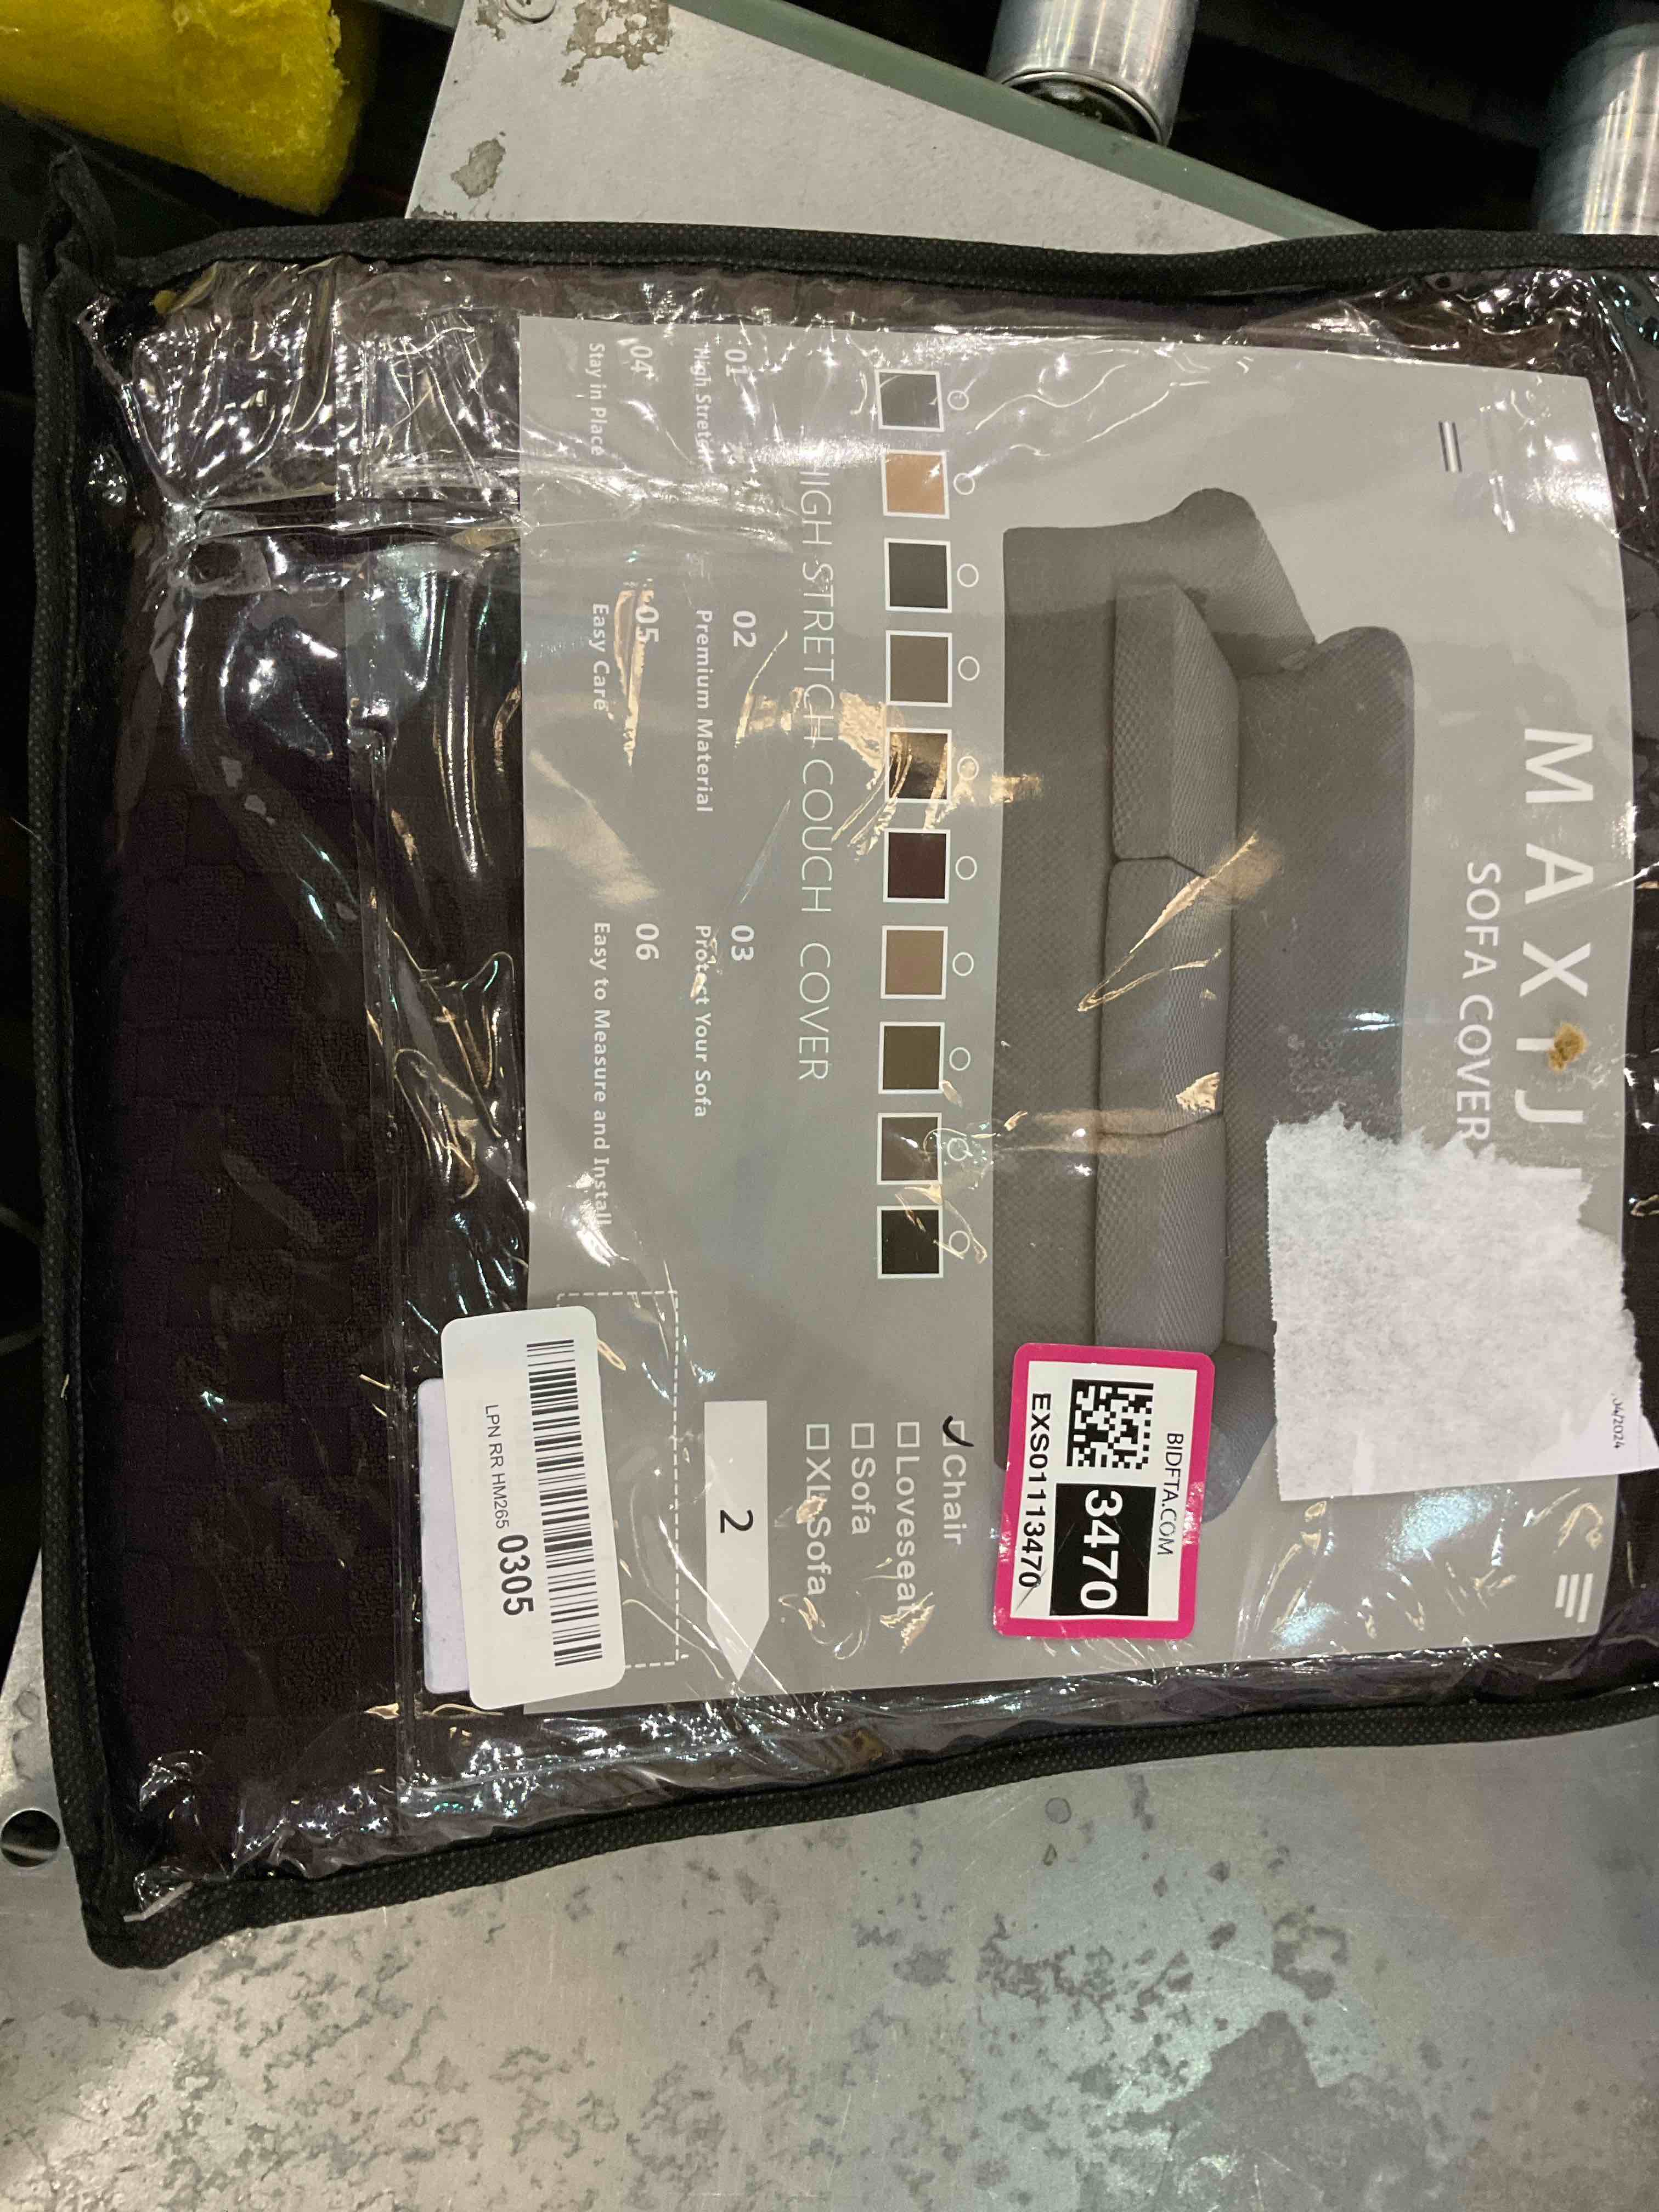 MAXIJ
SOFA COVER
04/2024
BIDFTA.COM
3470
EXS01113470
Chair
Loveseat
Sofa
XL Sofa
2
HIGH STRETCH COUCH COVER
01
High Stretch
02
Premium Material
03
Protect Your Sofa
04
Stay in Place
05
Easy Care
06
Easy to Measure and Install
LPN RR HM265 0305